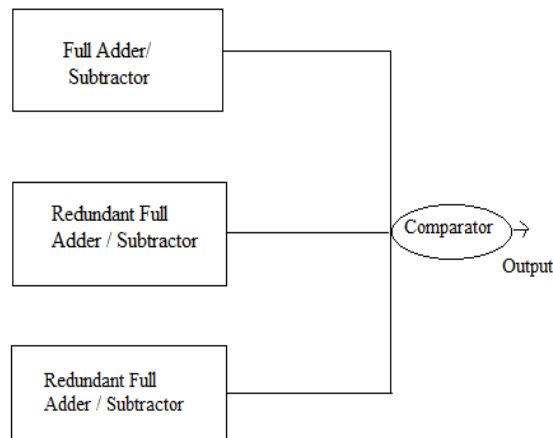 Full Adder/
Subtractor
Redundant Full
Adder / Subtractor
Comparator
Output
Redundant Full
Adder / Subtractor